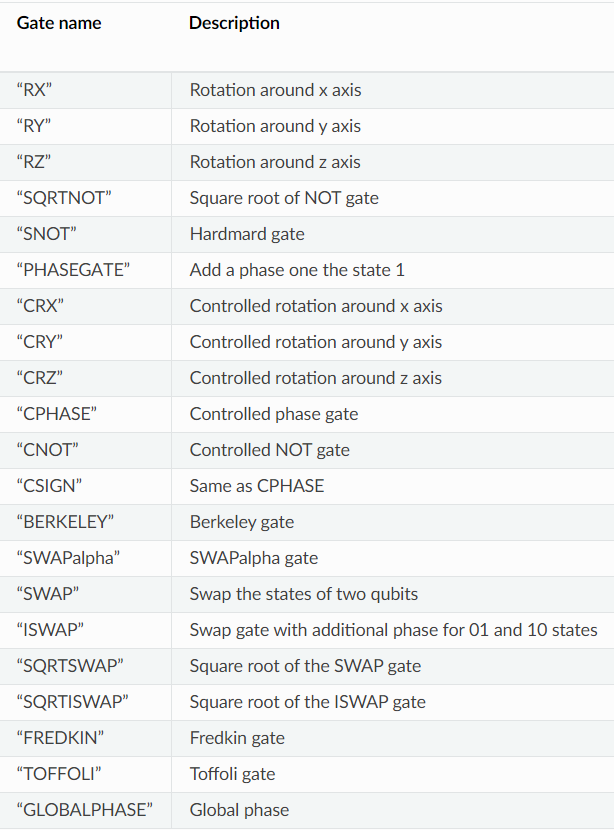 Gate name Description
“RX” Rotation around x axis
“RY” Rotation around y axis
“RZ” Rotation around z axis
“SQRTNOT” Square root of NOT gate
“SNOT” Hardmard gate
“PHASEGATE” Add a phase one the state 1
“CRX” Controlled rotation around x axis
“CRY” Controlled rotation around y axis
“CRZ” Controlled rotation around z axis
“CPHASE” Controlled phase gate
“CNOT” Controlled NOT gate
“CSIGN” Same as CPHASE
“BERKELEY” Berkeley gate
“SWAPalpha” SWAPalpha gate
“SWAP” Swap the states of two qubits
“ISWAP” Swap gate with additional phase for 01 and 10 states
“SQRTSWAP” Square root of the SWAP gate
“SQRTISWAP” Square root of the ISWAP gate
“FREDKIN” Fredkin gate
“TOFFOLI” Toffoli gate
“GLOBALPHASE” Global phase